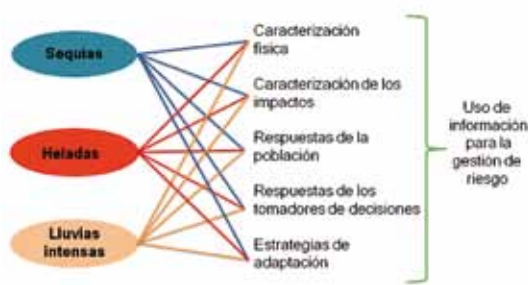 Sequias
Heladas
Lluvias
intensas
Caracterización
física
Caracterización de los
impactos
Respuestas de la
población
Respuestas de los
tomadores de decisiones
Estrategias de
adaptación
Uso de
información
para la
gestión de
riesgo